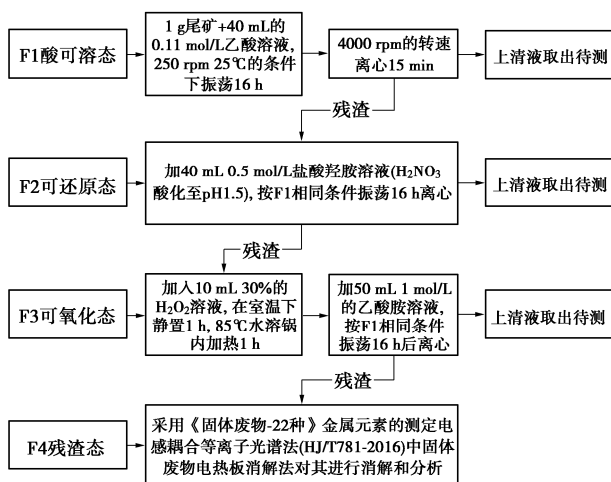 F1酸可溶态
1 g尾矿+40 mL的
0.11 mol/L乙酸溶液,
250 rpm 25℃的条件
下振荡16 h
4000 rpm的转速
离心15 min
上清液取出待测
残渣
F2可还原态
加40 mL 0.5 mol/L盐酸羟胺溶液(H2NO3
酸化至pH1.5), 按F1相同条件振荡16 h离心
上清液取出待测
残渣
F3可氧化态
加入10 mL 30%的
H2O2溶液, 在室温下
静置1 h, 85℃水溶锅
内加热1 h
加50 mL 1 mol/L
的乙酸胺溶液,
按F1相同条件
振荡16 h后离心
上清液取出待测
残渣
F4残渣态
采用《固体废物-22种》金属元素的测定电
感耦合等离子光谱法(HJ/T781-2016)中固体
废物电热板消解法对其进行消解和分析